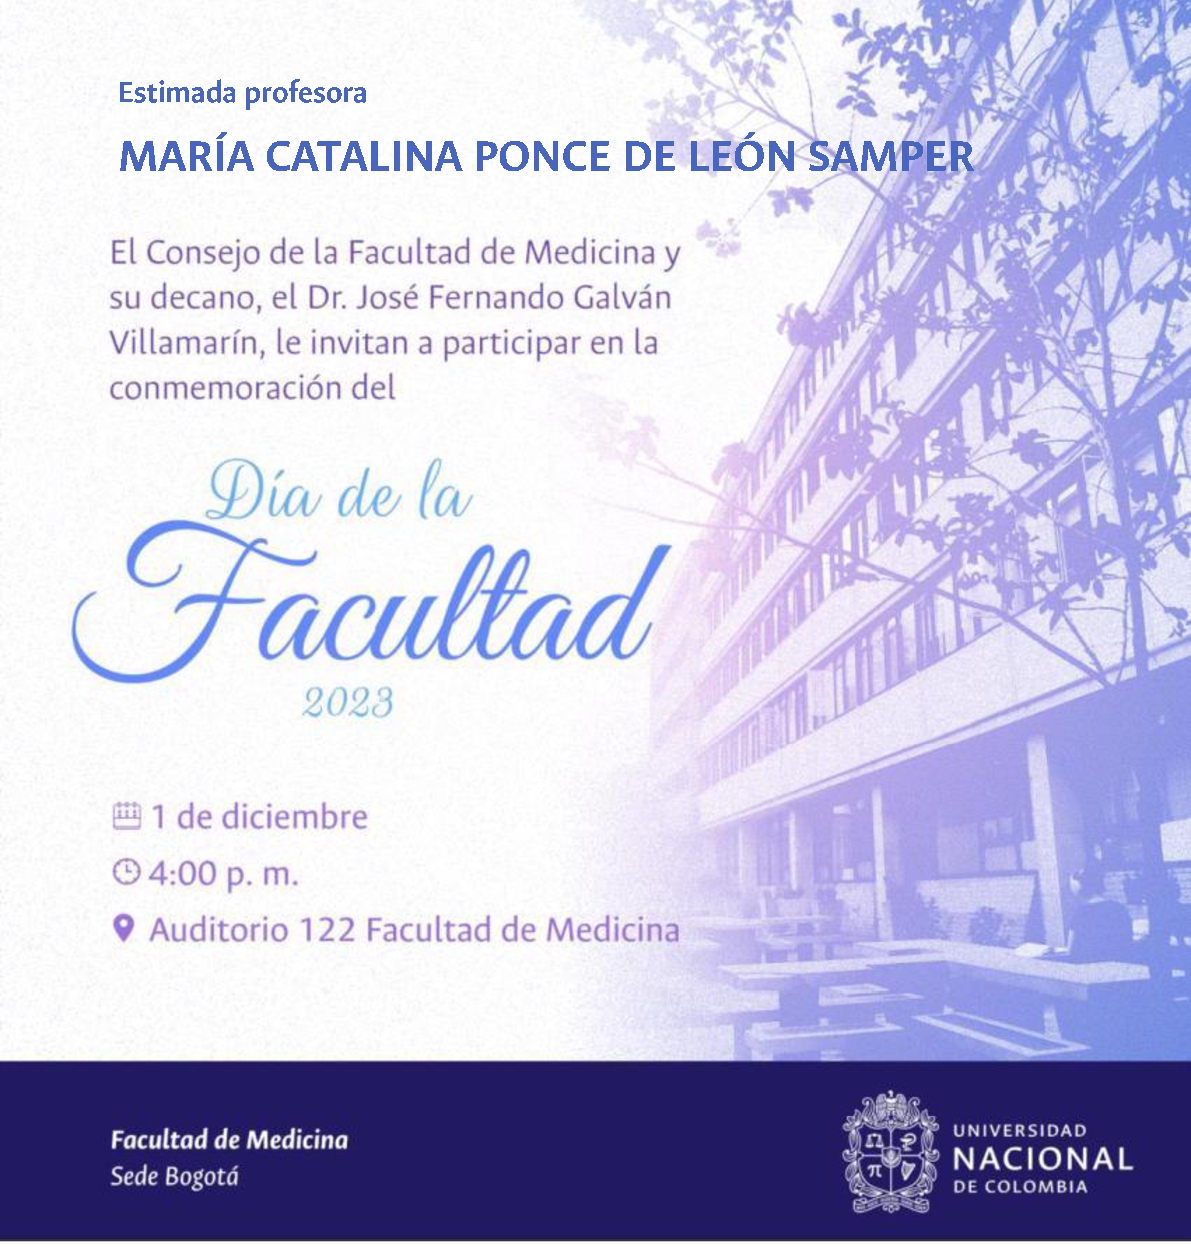 Estimada profesora
MARÍA CATALINA PONCE DE LEÓN SAMPER
El Consejo de la Facultad de Medicina y
su decano, el Dr. José Fernando Galván
Villamarín, le invitan a participar en la
conmemoración del
Día de la
Facultad
2023
1 de diciembre
4:00 p. m.
Auditorio 122 Facultad de Medicina
Facultad de Medicina
Sede Bogotá
UNIVERSIDAD
NACIONAL
DE COLOMBIA